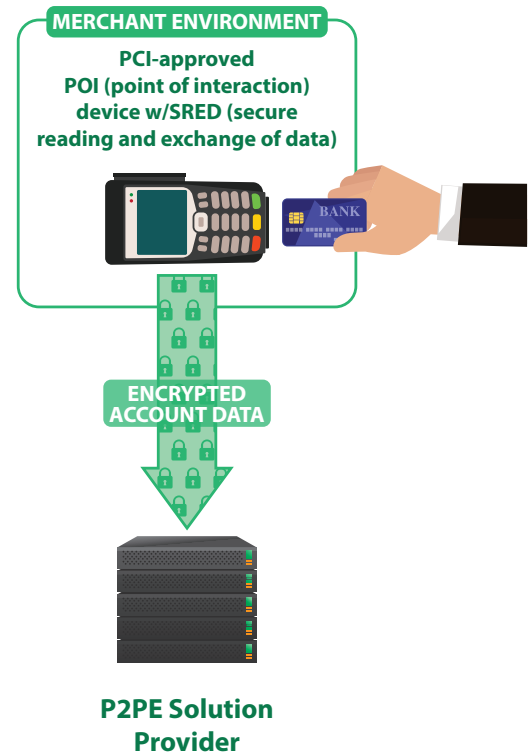 MERCHANT ENVIRONMENT
PCI-approved
POI (point of interaction)
device w/SRED (secure
reading and exchange of data)
BANK
ENCRYPTED
ACCOUNT DATA
P2PE Solution
Provider